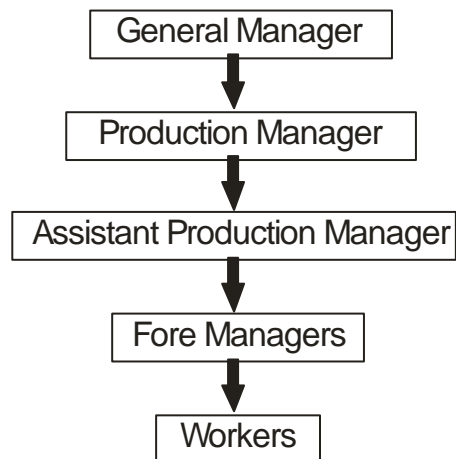 General Manager
Production Manager
Assistant Production Manager
Fore Managers
Workers